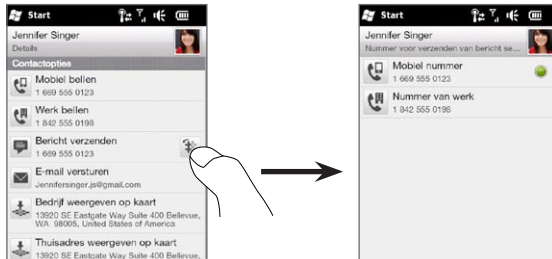 Start
Jennifer Singer
Details
Contactopties
Mobiel bellen
1 669 555 0123
Werk bellen
1 842 555 0198
Bericht verzenden
1 669 555 0123
E-mail versturen
Jennifersinger.js@gmail.com
Bedrijf weergeven op kaart
13920 SE Eastgate Way Suite 400 Bellevue,
WA 98005, United States of America
Thuisadres weergeven op kaart
13920 SE Eastgate Way Suite 400 Bellevue,
Start
Jennifer Singer
Nummer voor verzenden van bericht se...
Mobiel nummer
1 669 555 0123
Nummer van werk
1 842 555 0198